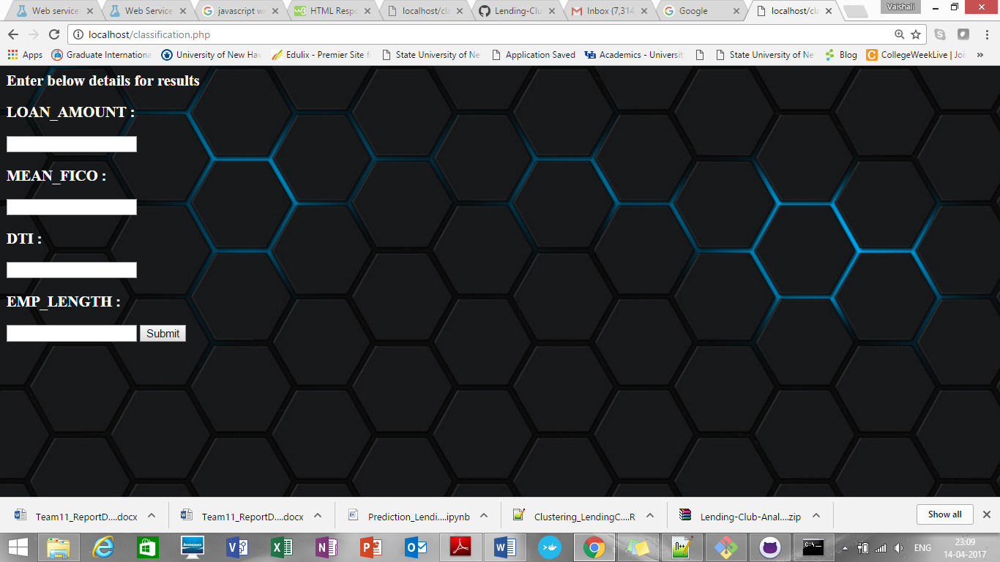 Web service
Web Service
javascript w
HTML Resp
localhost/cla
Lending-Clu
Inbox (7,314
Google
localhost/cla
Vaishali
localhost/classification.php
Apps
Graduate Internationa
University of New Hav
Edulix - Premier Site f
State University of Ne
Application Saved
Academics - Universit
State University of Ne
Blog
CollegeWeekLive | Joi
»
Enter below details for results
LOAN_AMOUNT :
MEAN_FICO :
DTI :
EMP_LENGTH :
Submit
Team11_ReportD....docx
Team11_ReportD....docx
Prediction_Lendi....ipynb
Clustering_LendingC....R
Lending-Club-Anal....zip
Show all
lenovo
ENG
23:09
14-04-2017